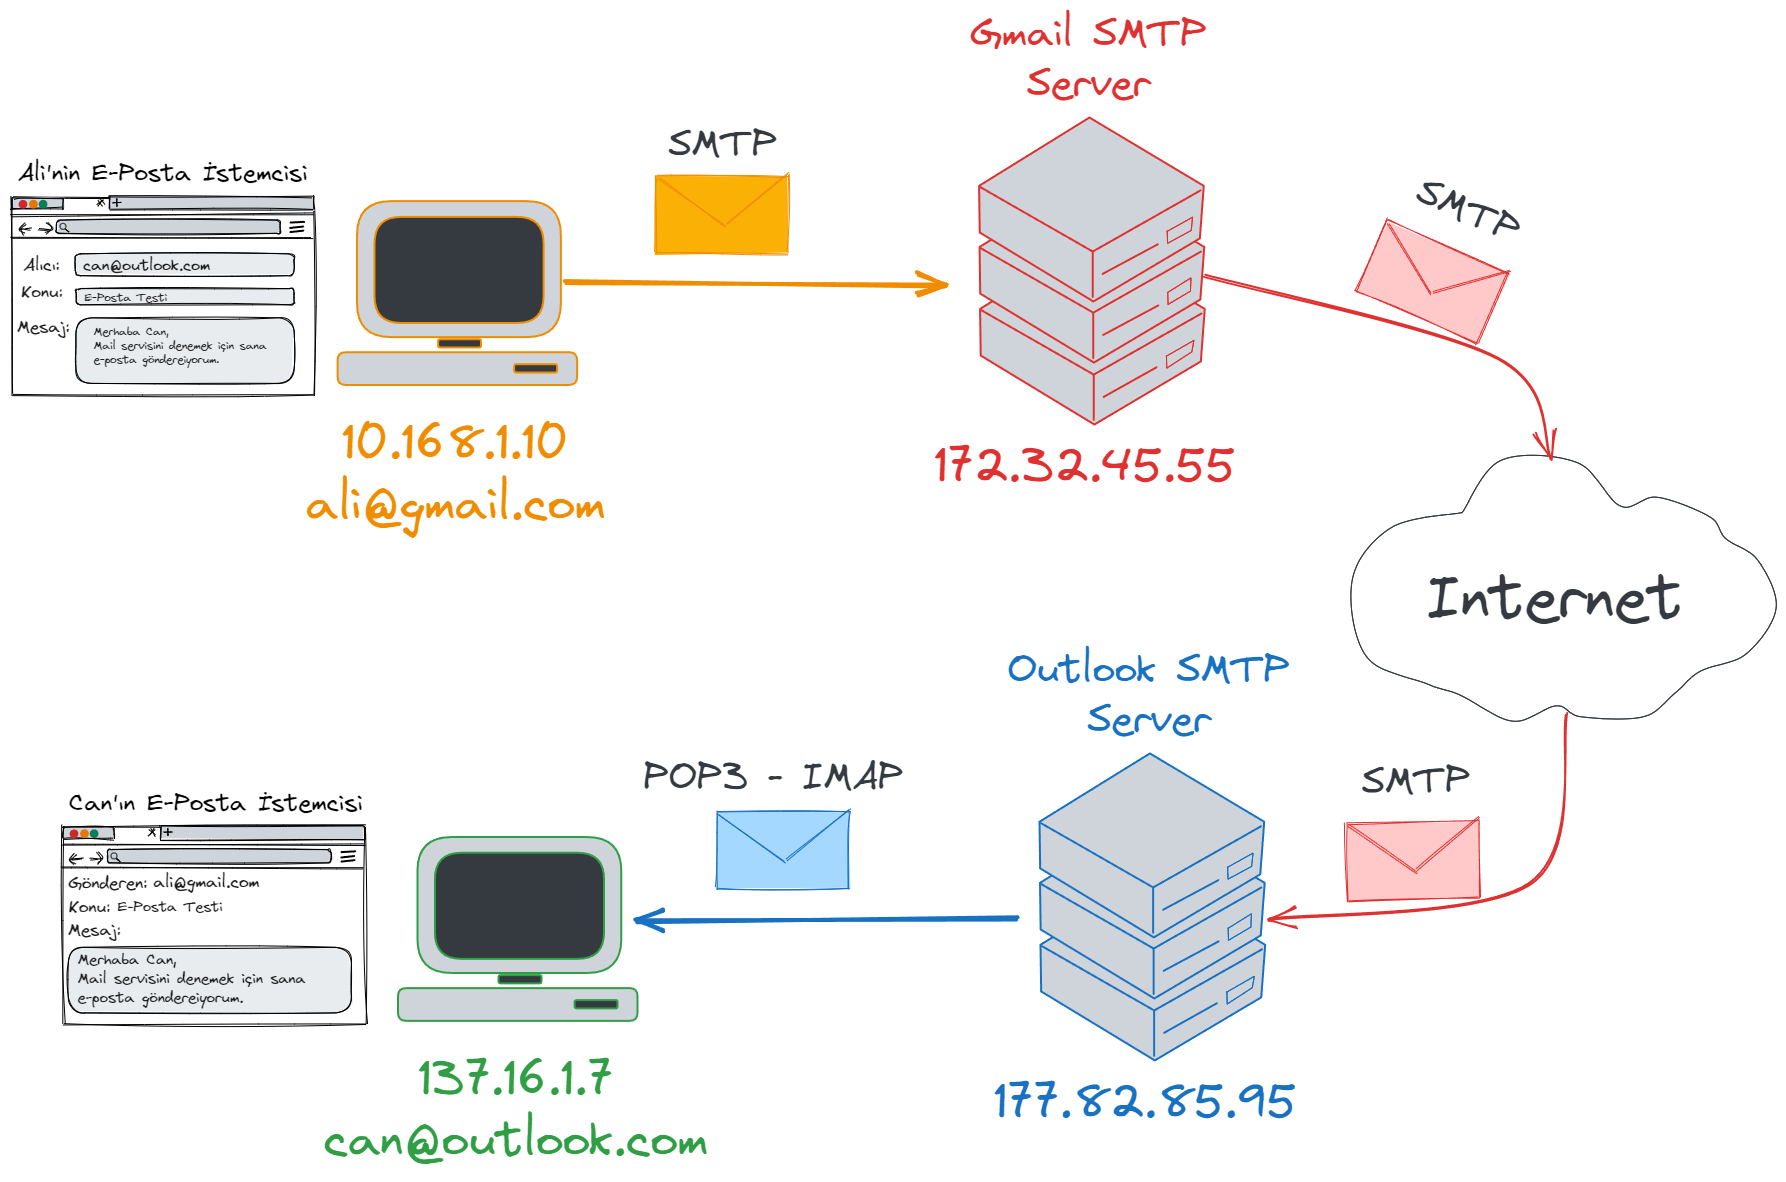 Gmail SMTP
Server
SMTP
Ali'nin E-Posta İstemcisi
Alıcı: can@outlook.com
Konu: E-Posta Testi
Mesaj: Merhaba Can,
Mail servisini denemek için sana
e-posta göndereiyorum.
SMTP
10.168.1.10
ali@gmail.com
172.32.45.55
Internet
Outlook SMTP
Server
POP3 - IMAP
SMTP
Can'ın E-Posta İstemcisi
Gönderen: ali@gmail.com
Konu: E-Posta Testi
Mesaj:
Merhaba Can,
Mail servisini denemek için sana
e-posta göndereiyorum.
137.16.1.7
can@outlook.com
177.82.85.95